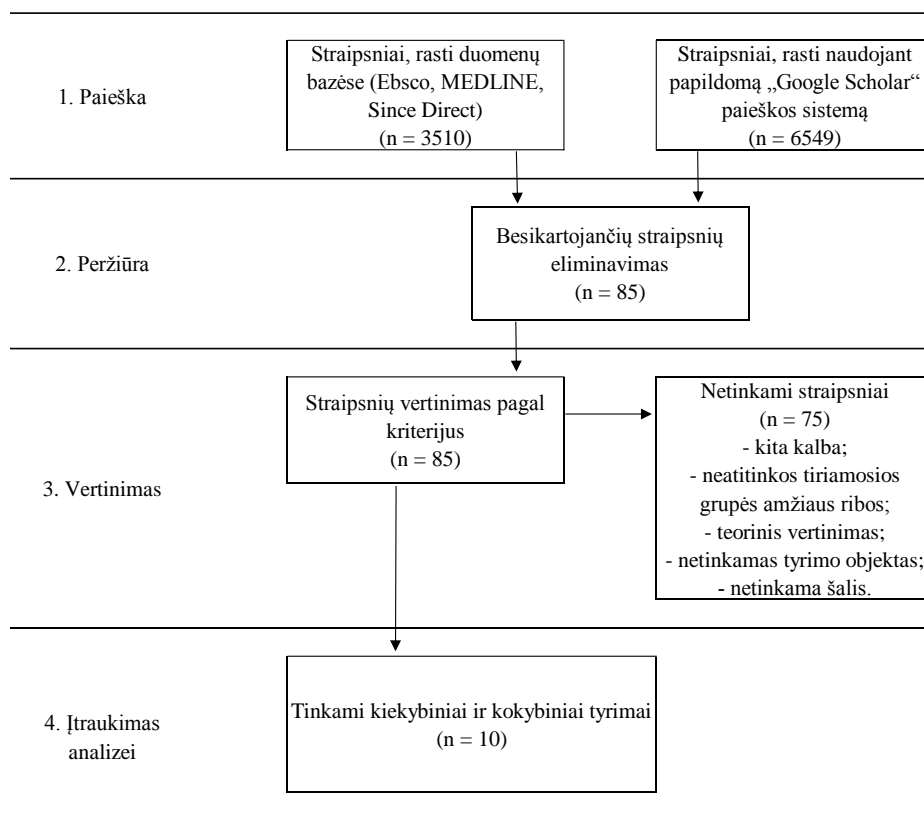 1. Paieška
Straipsniai, rasti duomenų
bazėse (Ebsco, MEDLINE,
Since Direct)
(n = 3510)
Straipsniai, rasti naudojant
papildomą „Google Scholar“
paieškos sistemą
(n = 6549)
2. Peržiūra
Besikartojančių straipsnių
eliminavimas
(n = 85)
3. Vertinimas
Straipsnių vertinimas pagal
kriterijus
(n = 85)
Netinkami straipsniai
(n = 75)
- kita kalba;
- neatitinkos tiriamosios
grupės amžiaus ribos;
- teorinis vertinimas;
- netinkamas tyrimo objektas;
- netinkama šalis.
4. Įtraukimas
analizei
Tinkami kiekybiniai ir kokybiniai tyrimai
(n = 10)